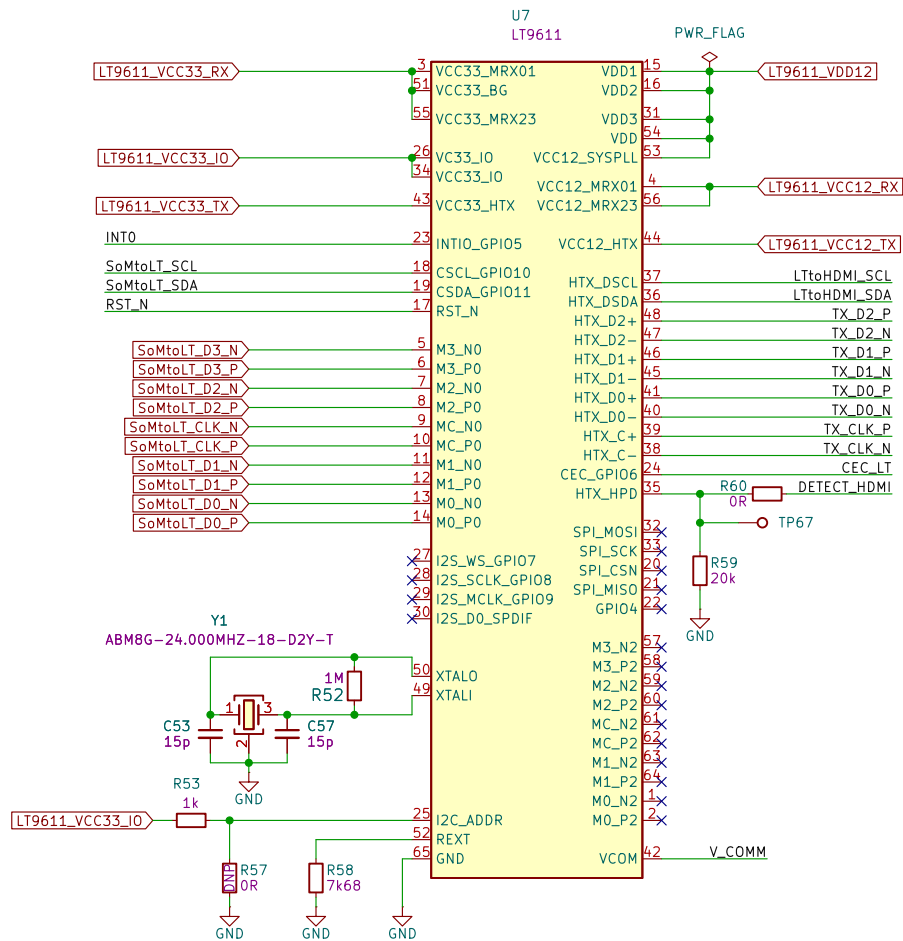 U7
LT9611
PWR_FLAG
LT9611_VCC33_RX
3
VCC33_MRX01
VDD1
15
LT9611_VDD12
51
VCC33_BG
VDD2
16
55
VCC33_MRX23
VDD3
31
VDD
54
LT9611_VCC33_IO
26
VC33_IO
VCC12_SYSPLL
53
34
VCC33_IO
VCC12_MRX01
4
LT9611_VCC12_RX
LT9611_VCC33_TX
43
VCC33_HTX
VCC12_MRX23
56
INT0
23
INTIO_GPIO5
VCC12_HTX
44
LT9611_VCC12_TX
SoMtoLT_SCL
18
CSCL_GPIO10
HTX_DSCL
37
LTtoHDMI_SCL
SoMtoLT_SDA
19
CSDA_GPIO11
HTX_DSDA
36
LTtoHDMI_SDA
RST_N
17
RST_N
HTX_D2+
48
TX_D2_P
HTX_D2-
47
TX_D2_N
SoMtoLT_D3_N
5
M3_N0
HTX_D1+
46
TX_D1_P
SoMtoLT_D3_P
6
M3_P0
HTX_D1-
45
TX_D1_N
SoMtoLT_D2_N
7
M2_N0
HTX_D0+
41
TX_D0_P
SoMtoLT_D2_P
8
M2_P0
HTX_D0-
40
TX_D0_N
SoMtoLT_CLK_N
9
MC_N0
HTX_C+
39
TX_CLK_P
SoMtoLT_CLK_P
10
MC_P0
HTX_C-
38
TX_CLK_N
SoMtoLT_D1_N
11
M1_N0
CEC_GPIO6
24
CEC_LT
SoMtoLT_D1_P
12
M1_P0
HTX_HPD
35
R60
0R
DETECT_HDMI
SoMtoLT_D0_N
13
M0_N0
SoMtoLT_D0_P
14
M0_P0
TP67
SPI_MOSI
32
SPI_SCK
33
27
I2S_WS_GPIO7
SPI_CSN
20
R59
20k
28
I2S_SCLK_GPIO8
SPI_MISO
21
29
I2S_MCLK_GPIO9
GPIO4
22
30
I2S_D0_SPDIF
GND
Y1
ABM8G-24.000MHZ-18-D2Y-T
M3_N2
57
M3_P2
58
50
XTALO
M2_N2
59
1M
R52
49
XTALI
M2_P2
60
1
3
2
C53
15p
C57
15p
MC_N2
61
MC_P2
62
M1_N2
63
M1_P2
64
GND
R53
1k
M0_N2
1
LT9611_VCC33_IO
25
I2C_ADDR
M0_P2
2
52
REXT
65
GND
VCOM
42
V_COMM
DNP
R57
0R
R58
7k68
GND
GND
GND